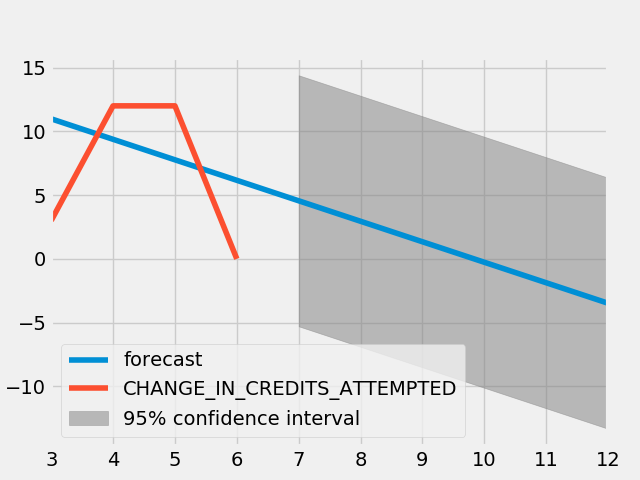 15
10
5
0
−5
−10
forecast
CHANGE_IN_CREDITS_ATTEMPTED
95% confidence interval
3 4 5 6 7 8 9 10 11 12